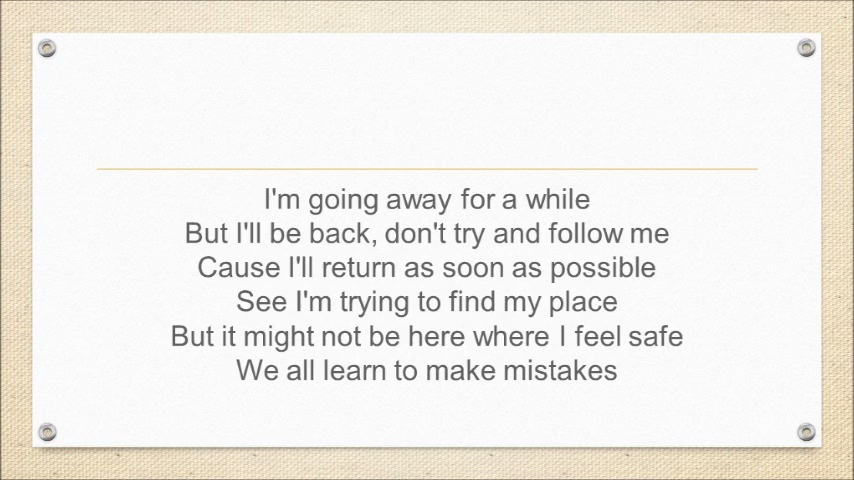 I'm going away for a while
But I'll be back, don't try and follow me
Cause I'll return as soon as possible
See I'm trying to find my place
But it might not be here where I feel safe
We all learn to make mistakes